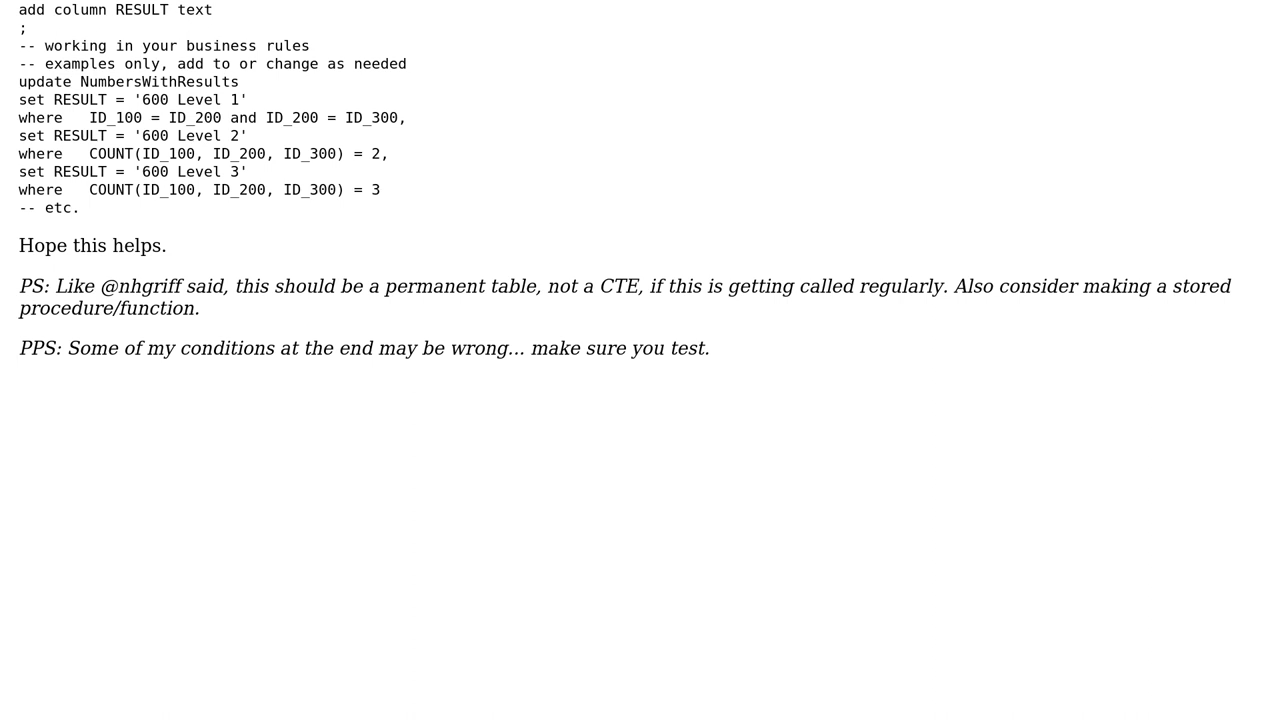 add column RESULT text
;
-- working in your business rules
-- examples only, add to or change as needed
update NumbersWithResults
set RESULT = '600 Level 1'
where   ID_100 = ID_200 and ID_200 = ID_300,
set RESULT = '600 Level 2'
where   COUNT(ID_100, ID_200, ID_300) = 2,
set RESULT = '600 Level 3'
where   COUNT(ID_100, ID_200, ID_300) = 3
-- etc.
Hope this helps.
PS: Like @nhgriff said, this should be a permanent table, not a CTE, if this is getting called regularly. Also consider making a stored
procedure/function.
PPS: Some of my conditions at the end may be wrong... make sure you test.